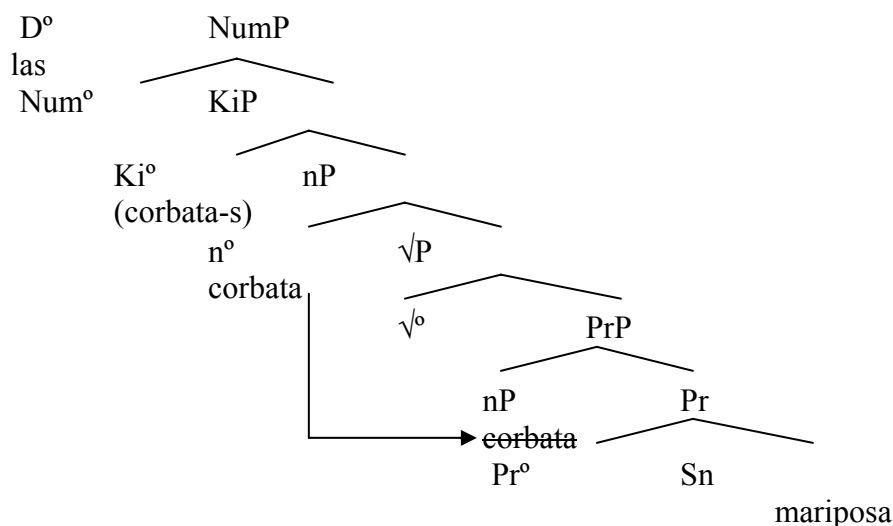 Dº NumP
las
Numº KiP
Kiº nP
(corbata-s)
nº √P
corbata
√º PrP
nP Pr
corbata
Prº Sn
mariposa